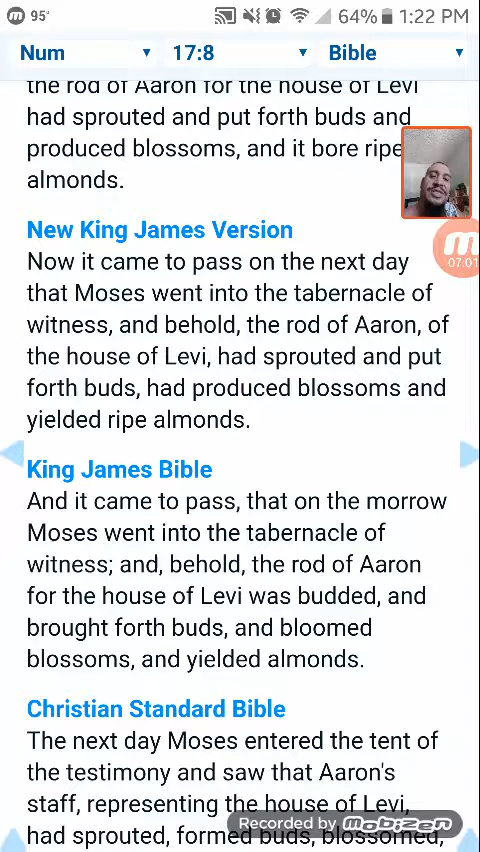 95°
64%
1:22 PM
Num
17:8
Bible
the rod of Aaron for the house of Levi
had sprouted and put forth buds and
produced blossoms, and it bore ripe
almonds.
07:01
New King James Version
Now it came to pass on the next day
that Moses went into the tabernacle of
witness, and behold, the rod of Aaron, of
the house of Levi, had sprouted and put
forth buds, had produced blossoms and
yielded ripe almonds.
King James Bible
And it came to pass, that on the morrow
Moses went into the tabernacle of
witness; and, behold, the rod of Aaron
for the house of Levi was budded, and
brought forth buds, and bloomed
blossoms, and yielded almonds.
Christian Standard Bible
The next day Moses entered the tent of
the testimony and saw that Aaron's
staff, representing the house of Levi,
had sprouted, formed buds, blossomed,
Recorded by Mobizen